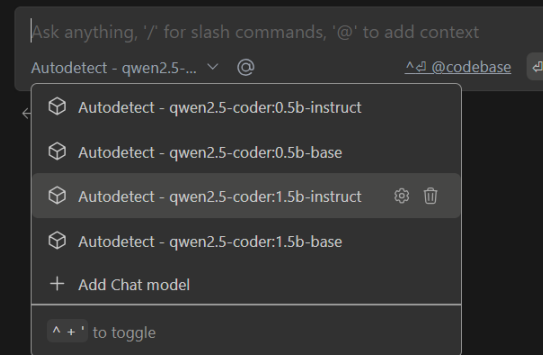 Ask anything, '/' for slash commands, '@' to add context
Autodetect - qwen2.5-... @ ^⏎ @codebase ⏎
Autodetect - qwen2.5-coder:0.5b-instruct
Autodetect - qwen2.5-coder:0.5b-base
Autodetect - qwen2.5-coder:1.5b-instruct
Autodetect - qwen2.5-coder:1.5b-base
+ Add Chat model
^ + ' to toggle